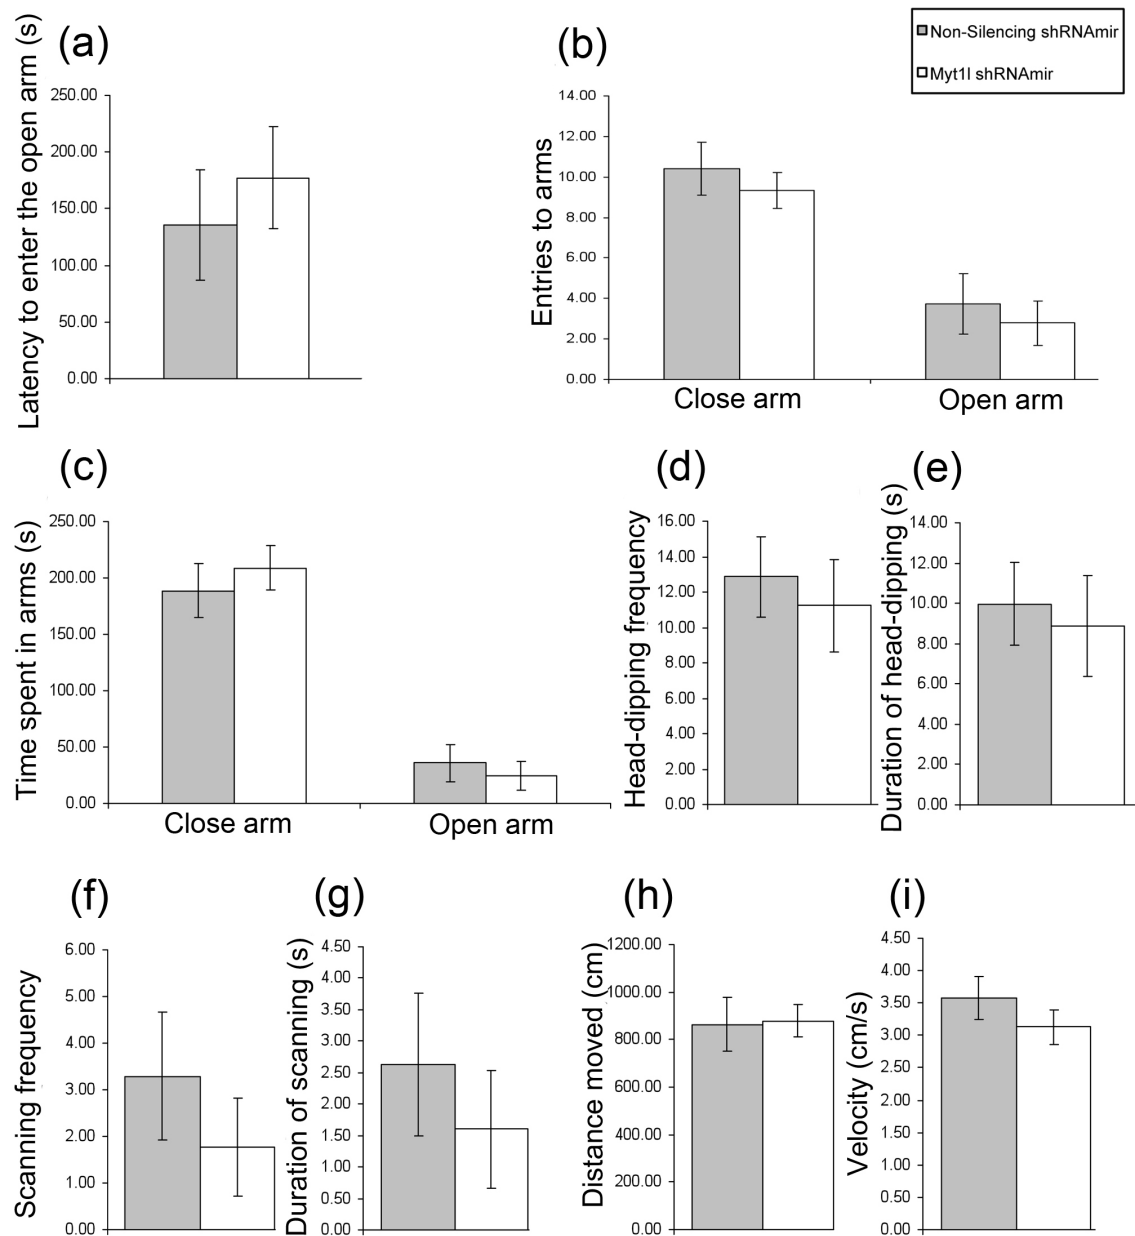 (a)
Latency to enter the open arm (s)
250.00
200.00
150.00
100.00
50.00
0.00
(b)
Non-Silencing shRNAmir
Myt1l shRNAmir
Entries to arms
14.00
12.00
10.00
8.00
6.00
4.00
2.00
0.00
Close arm
Open arm
(c)
Time spent in arms (s)
250.00
200.00
150.00
100.00
50.00
0.00
Close arm
Open arm
(d)
Head-dipping frequency
16.00
14.00
12.00
10.00
8.00
6.00
4.00
2.00
0.00
(e)
Duration of head-dipping (s)
14.00
12.00
10.00
8.00
6.00
4.00
2.00
0.00
(f)
Scanning frequency
6.00
5.00
4.00
3.00
2.00
1.00
0.00
(g)
Duration of scanning (s)
4.50
4.00
3.50
3.00
2.50
2.00
1.50
1.00
0.50
0.00
(h)
Distance moved (cm)
1200.00
1000.00
800.00
600.00
400.00
200.00
0.00
(i)
Velocity (cm/s)
4.50
4.00
3.50
3.00
2.50
2.00
1.50
1.00
0.50
0.00